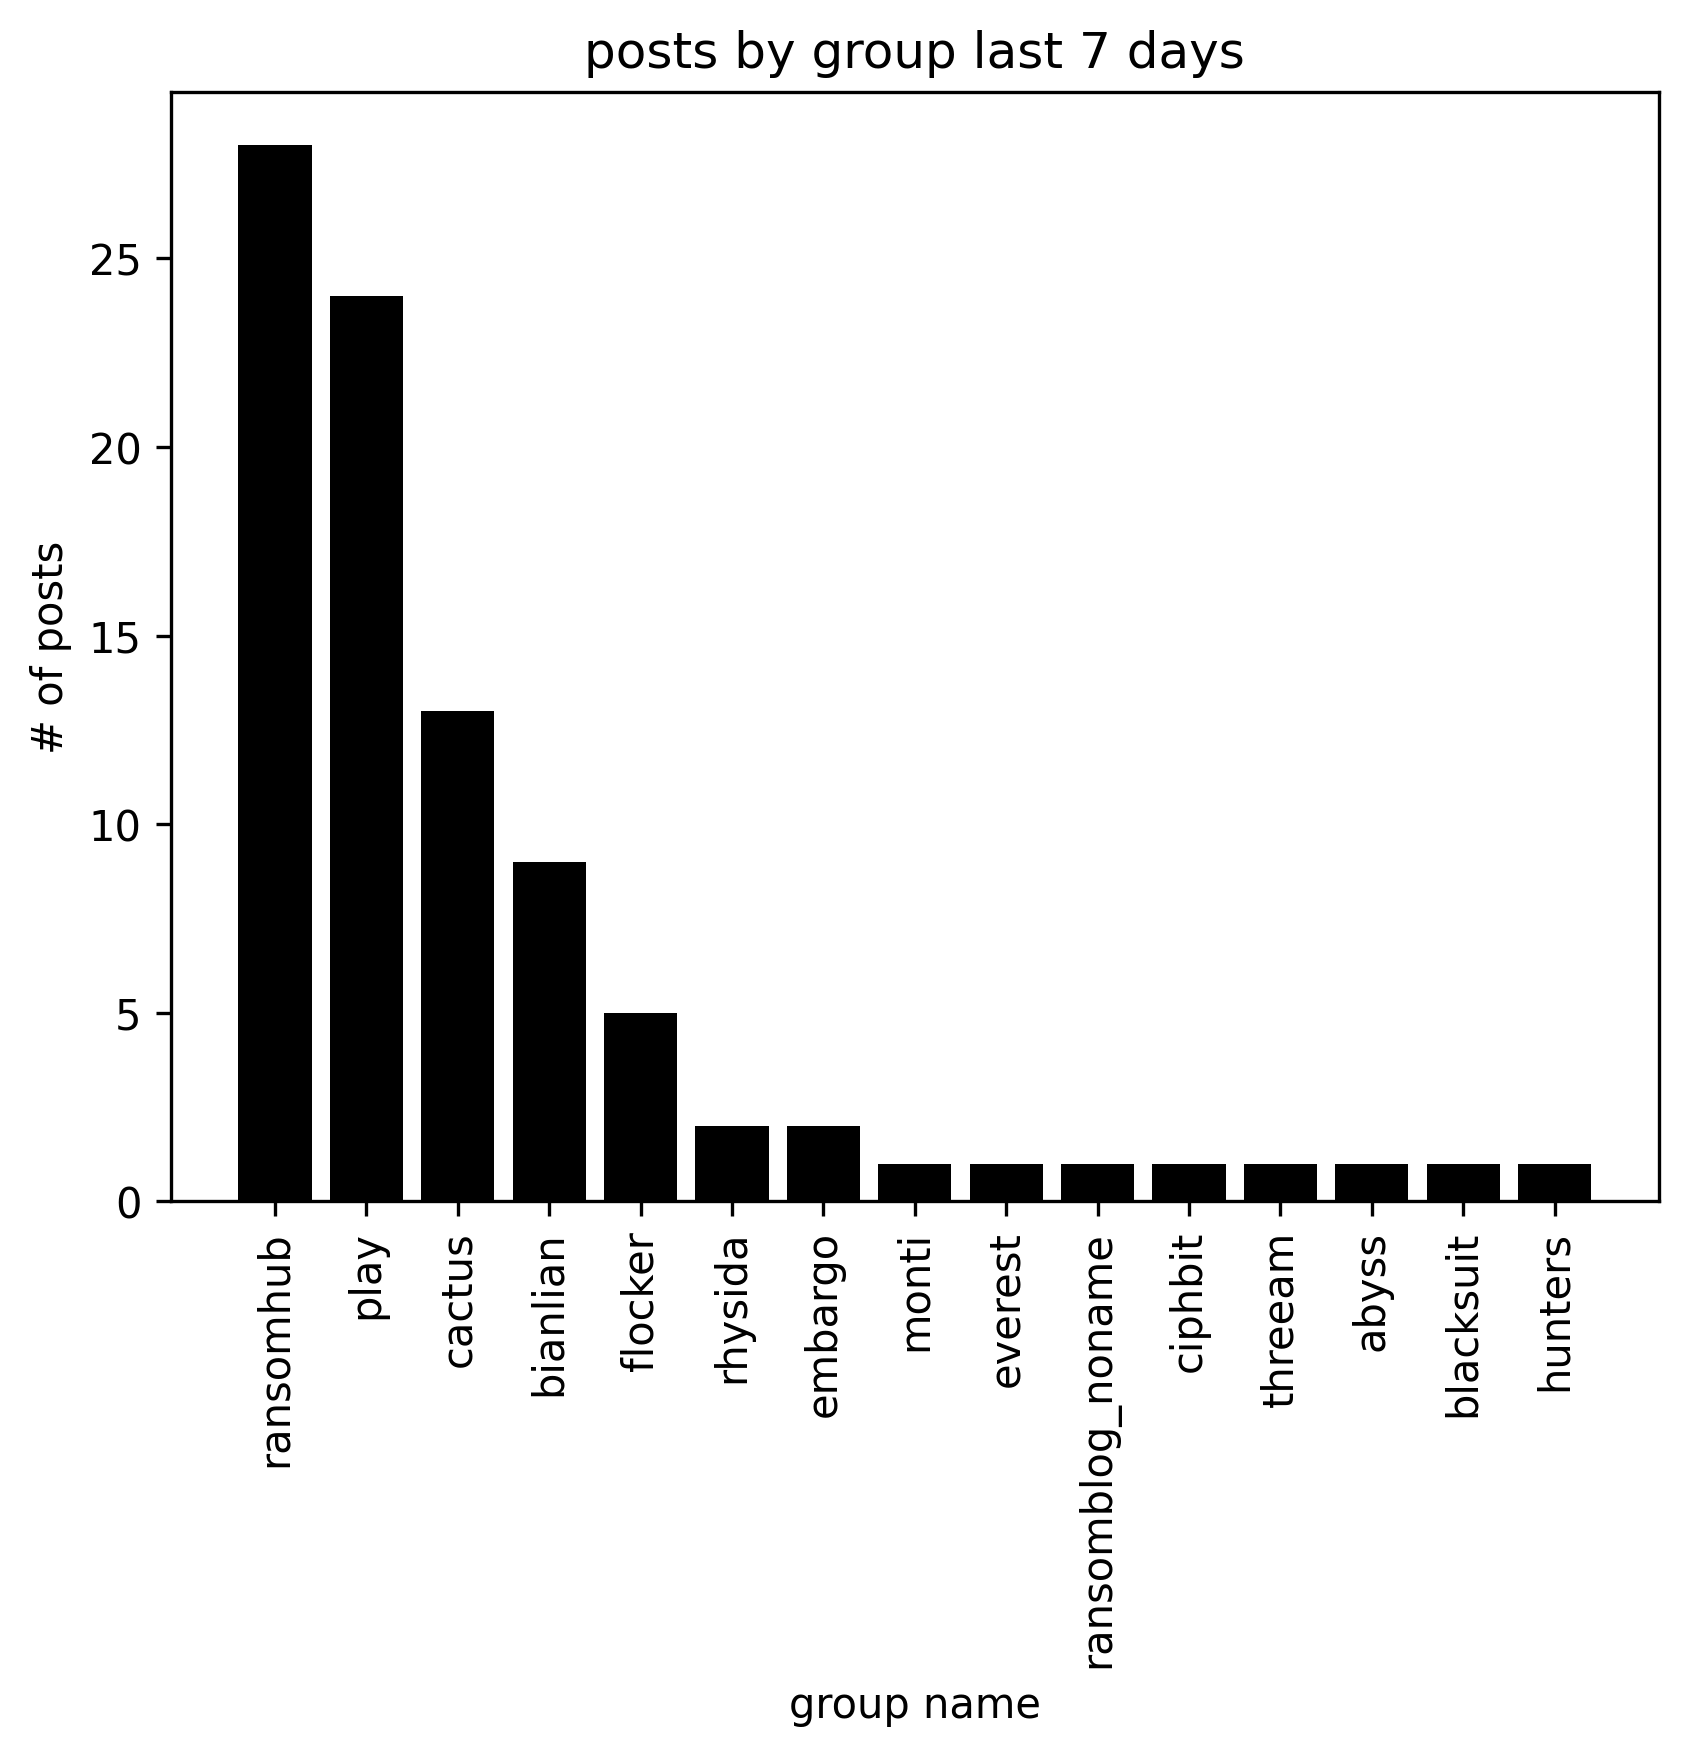 posts by group last 7 days
# of posts
25
20
15
10
5
0
ransomhub
play
cactus
bianlian
flocker
rhysida
embargo
monti
everest
ransomblog_noname
ciphbit
threeam
abyss
blacksuit
hunters
group name